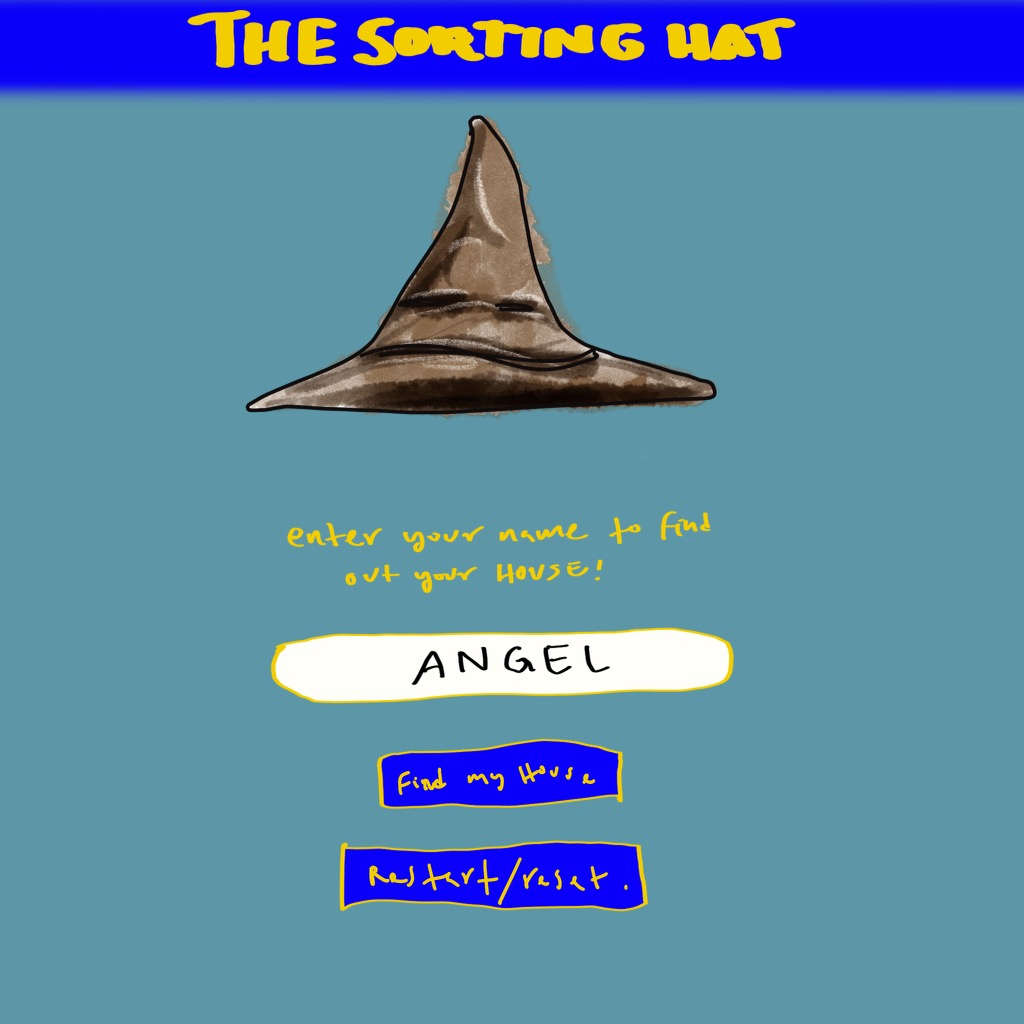 THE SORTING HAT
enter your name to find
out your HOUSE!
ANGEL
Find my House
Restart/reset.